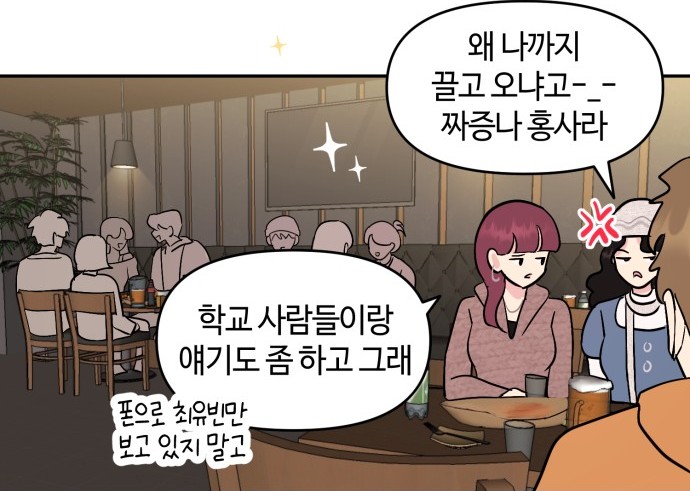 왜 나까지
끌고 오냐고-_-
짜증나 홍사라
학교 사람들이랑
얘기도 좀 하고 그래
폰으로 최유빈만
보고 있지 말고